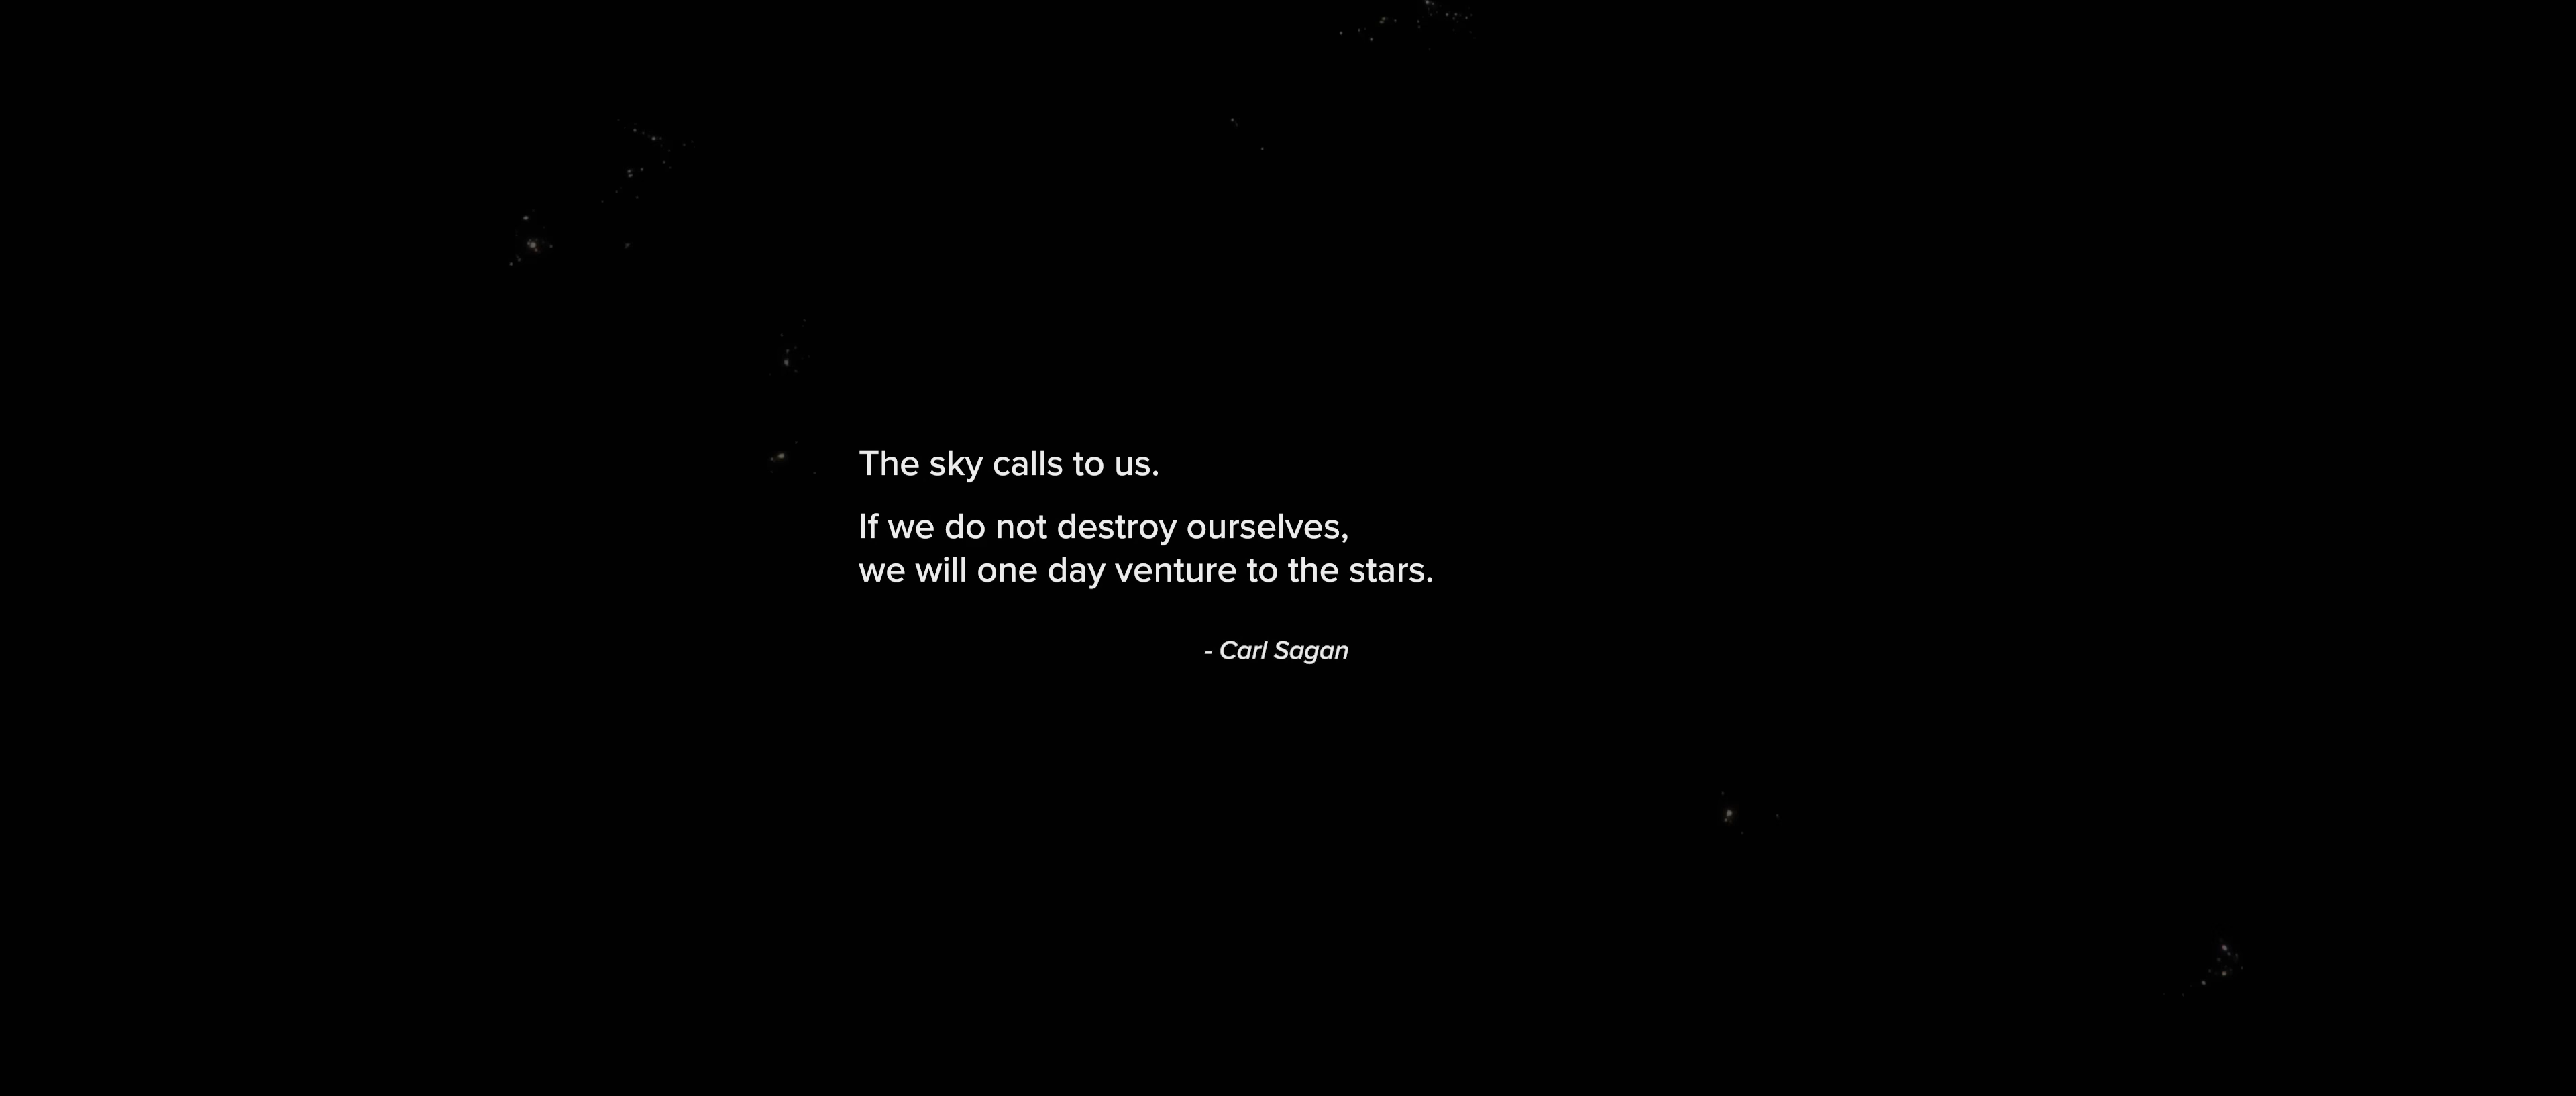 The sky calls to us.
If we do not destroy ourselves,
we will one day venture to the stars.
- Carl Sagan